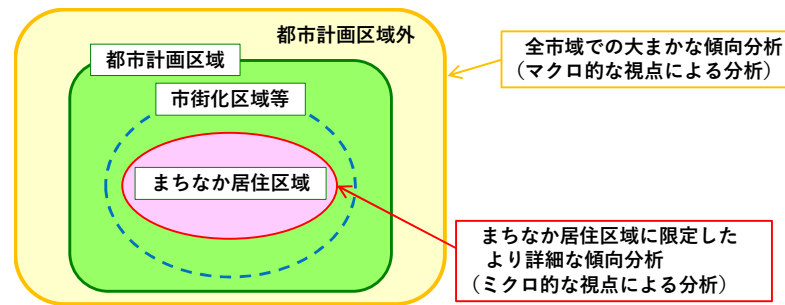 都市計画区域外
都市計画区域
市街化区域等
まちなか居住区域
全市域での大まかな傾向分析
（マクロ的な視点による分析）
まちなか居住区域に限定した
より詳細な傾向分析
（ミクロ的な視点による分析）